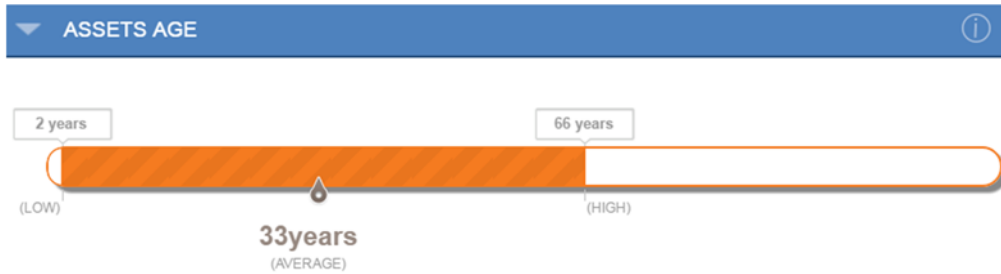 ASSETS AGE
2 years
66 years
(LOW)
(HIGH)
33years
(AVERAGE)